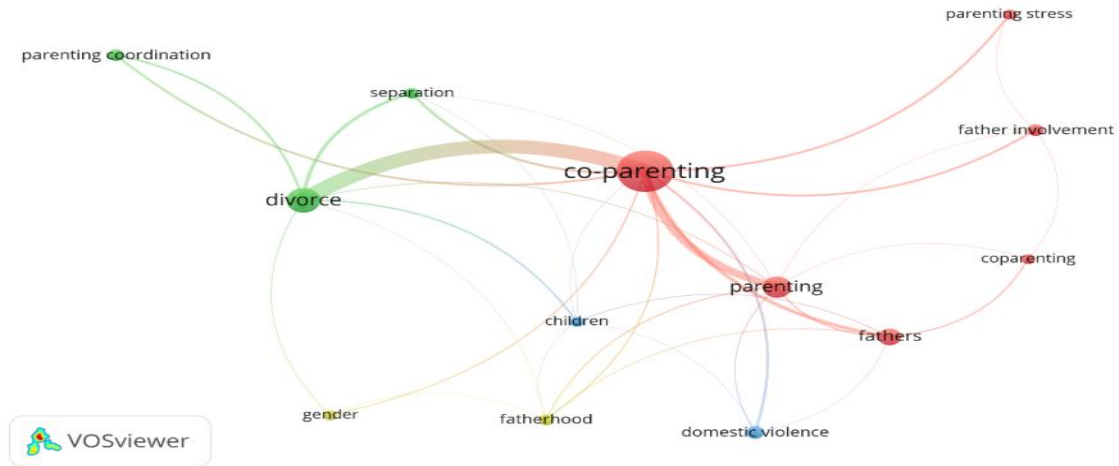 parenting stress
parenting coordination
separation
father involvement
co-parenting
divorce
coparenting
parenting
children
fathers
gender
fatherhood
domestic violence
VOSviewer